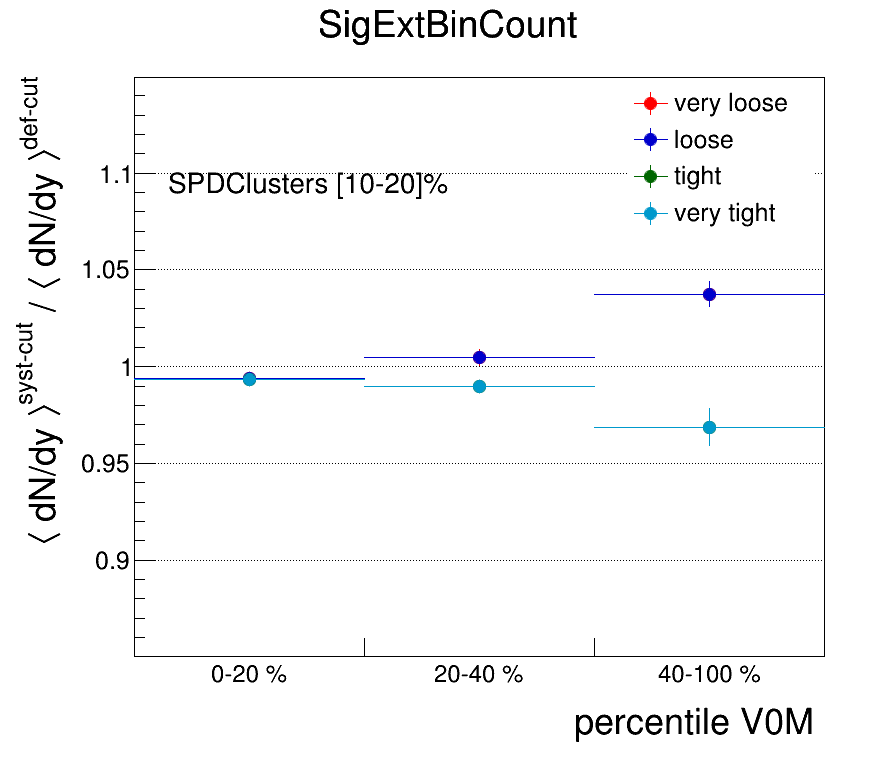 SigExtBinCount
⟨ dN/dy ⟩^syst-cut / ⟨ dN/dy ⟩^def-cut
very loose
loose
tight
very tight
SPDClusters [10-20]%
1.1
1.05
1
0.95
0.9
0-20 %
20-40 %
40-100 %
percentile V0M